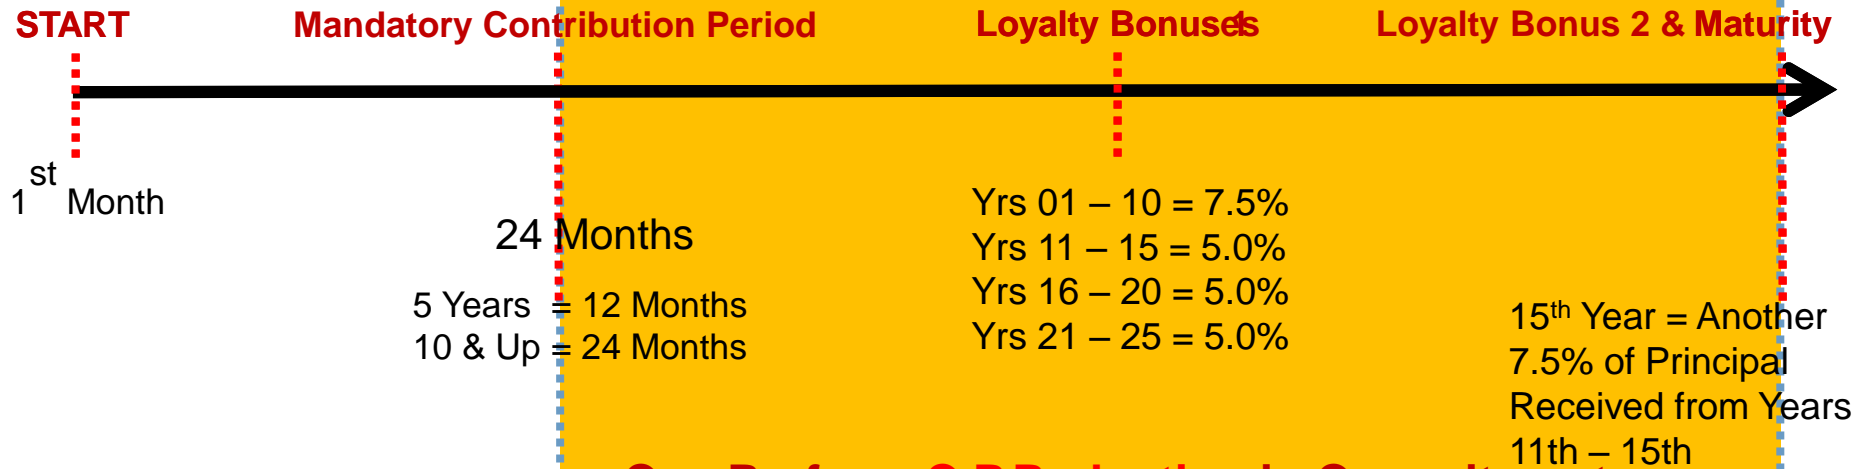 START
Mandatory Contribution Period
Loyalty Bonuses
Loyalty Bonus 2 & Maturity
1st Month
24 Months
5 Years = 12 Months
10 & Up = 24 Months
Yrs 01 – 10 = 7.5%
Yrs 11 – 15 = 5.0%
Yrs 16 – 20 = 5.0%
Yrs 21 – 25 = 5.0%
15th Year = Another
7.5% of Principal
Received from Years
11th – 15th